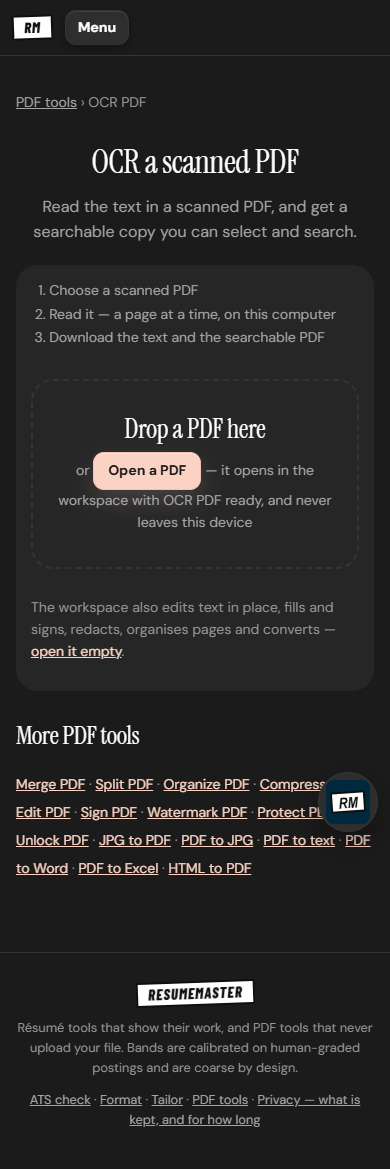 RM
Menu
PDF tools › OCR PDF
OCR a scanned PDF
Read the text in a scanned PDF, and get a
searchable copy you can select and search.
1. Choose a scanned PDF
2. Read it — a page at a time, on this computer
3. Download the text and the searchable PDF
Drop a PDF here
or Open a PDF — it opens in the
workspace with OCR PDF ready, and never
leaves this device
The workspace also edits text in place, fills and
signs, redacts, organises pages and converts —
open it empty.
More PDF tools
Merge PDF · Split PDF · Organize PDF · Compress
Edit PDF · Sign PDF · Watermark PDF · Protect
RM
Unlock PDF · JPG to PDF · PDF to JPG · PDF to text · PDF
to Word · PDF to Excel · HTML to PDF
RESUMEMASTER
Résumé tools that show their work, and PDF tools that never
upload your file. Bands are calibrated on human-graded
postings and are coarse by design.
ATS check · Format · Tailor · PDF tools · Privacy — what is
kept, and for how long